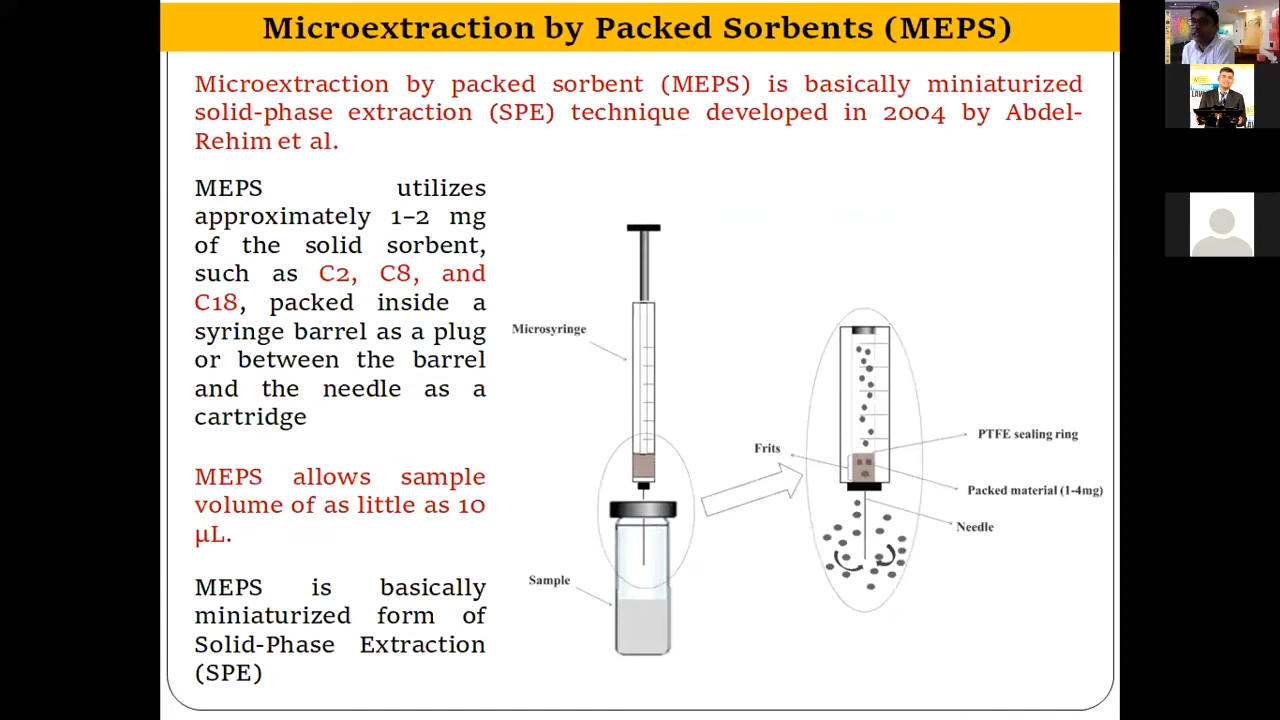 Microextraction by Packed Sorbents (MEPS)
Microextraction by packed sorbent (MEPS) is basically miniaturized
solid-phase extraction (SPE) technique developed in 2004 by Abdel-
Rehim et al.
MEPS utilizes
approximately 1–2 mg
of the solid sorbent,
such as C2, C8, and
C18, packed inside a
syringe barrel as a plug
or between the barrel
and the needle as a
cartridge
MEPS allows sample
volume of as little as 10
µL.
MEPS is basically
miniaturized form of
Solid-Phase Extraction
(SPE)
Microsyringe
Sample
Frits
PTFE sealing ring
Packed material (1-4mg)
Needle